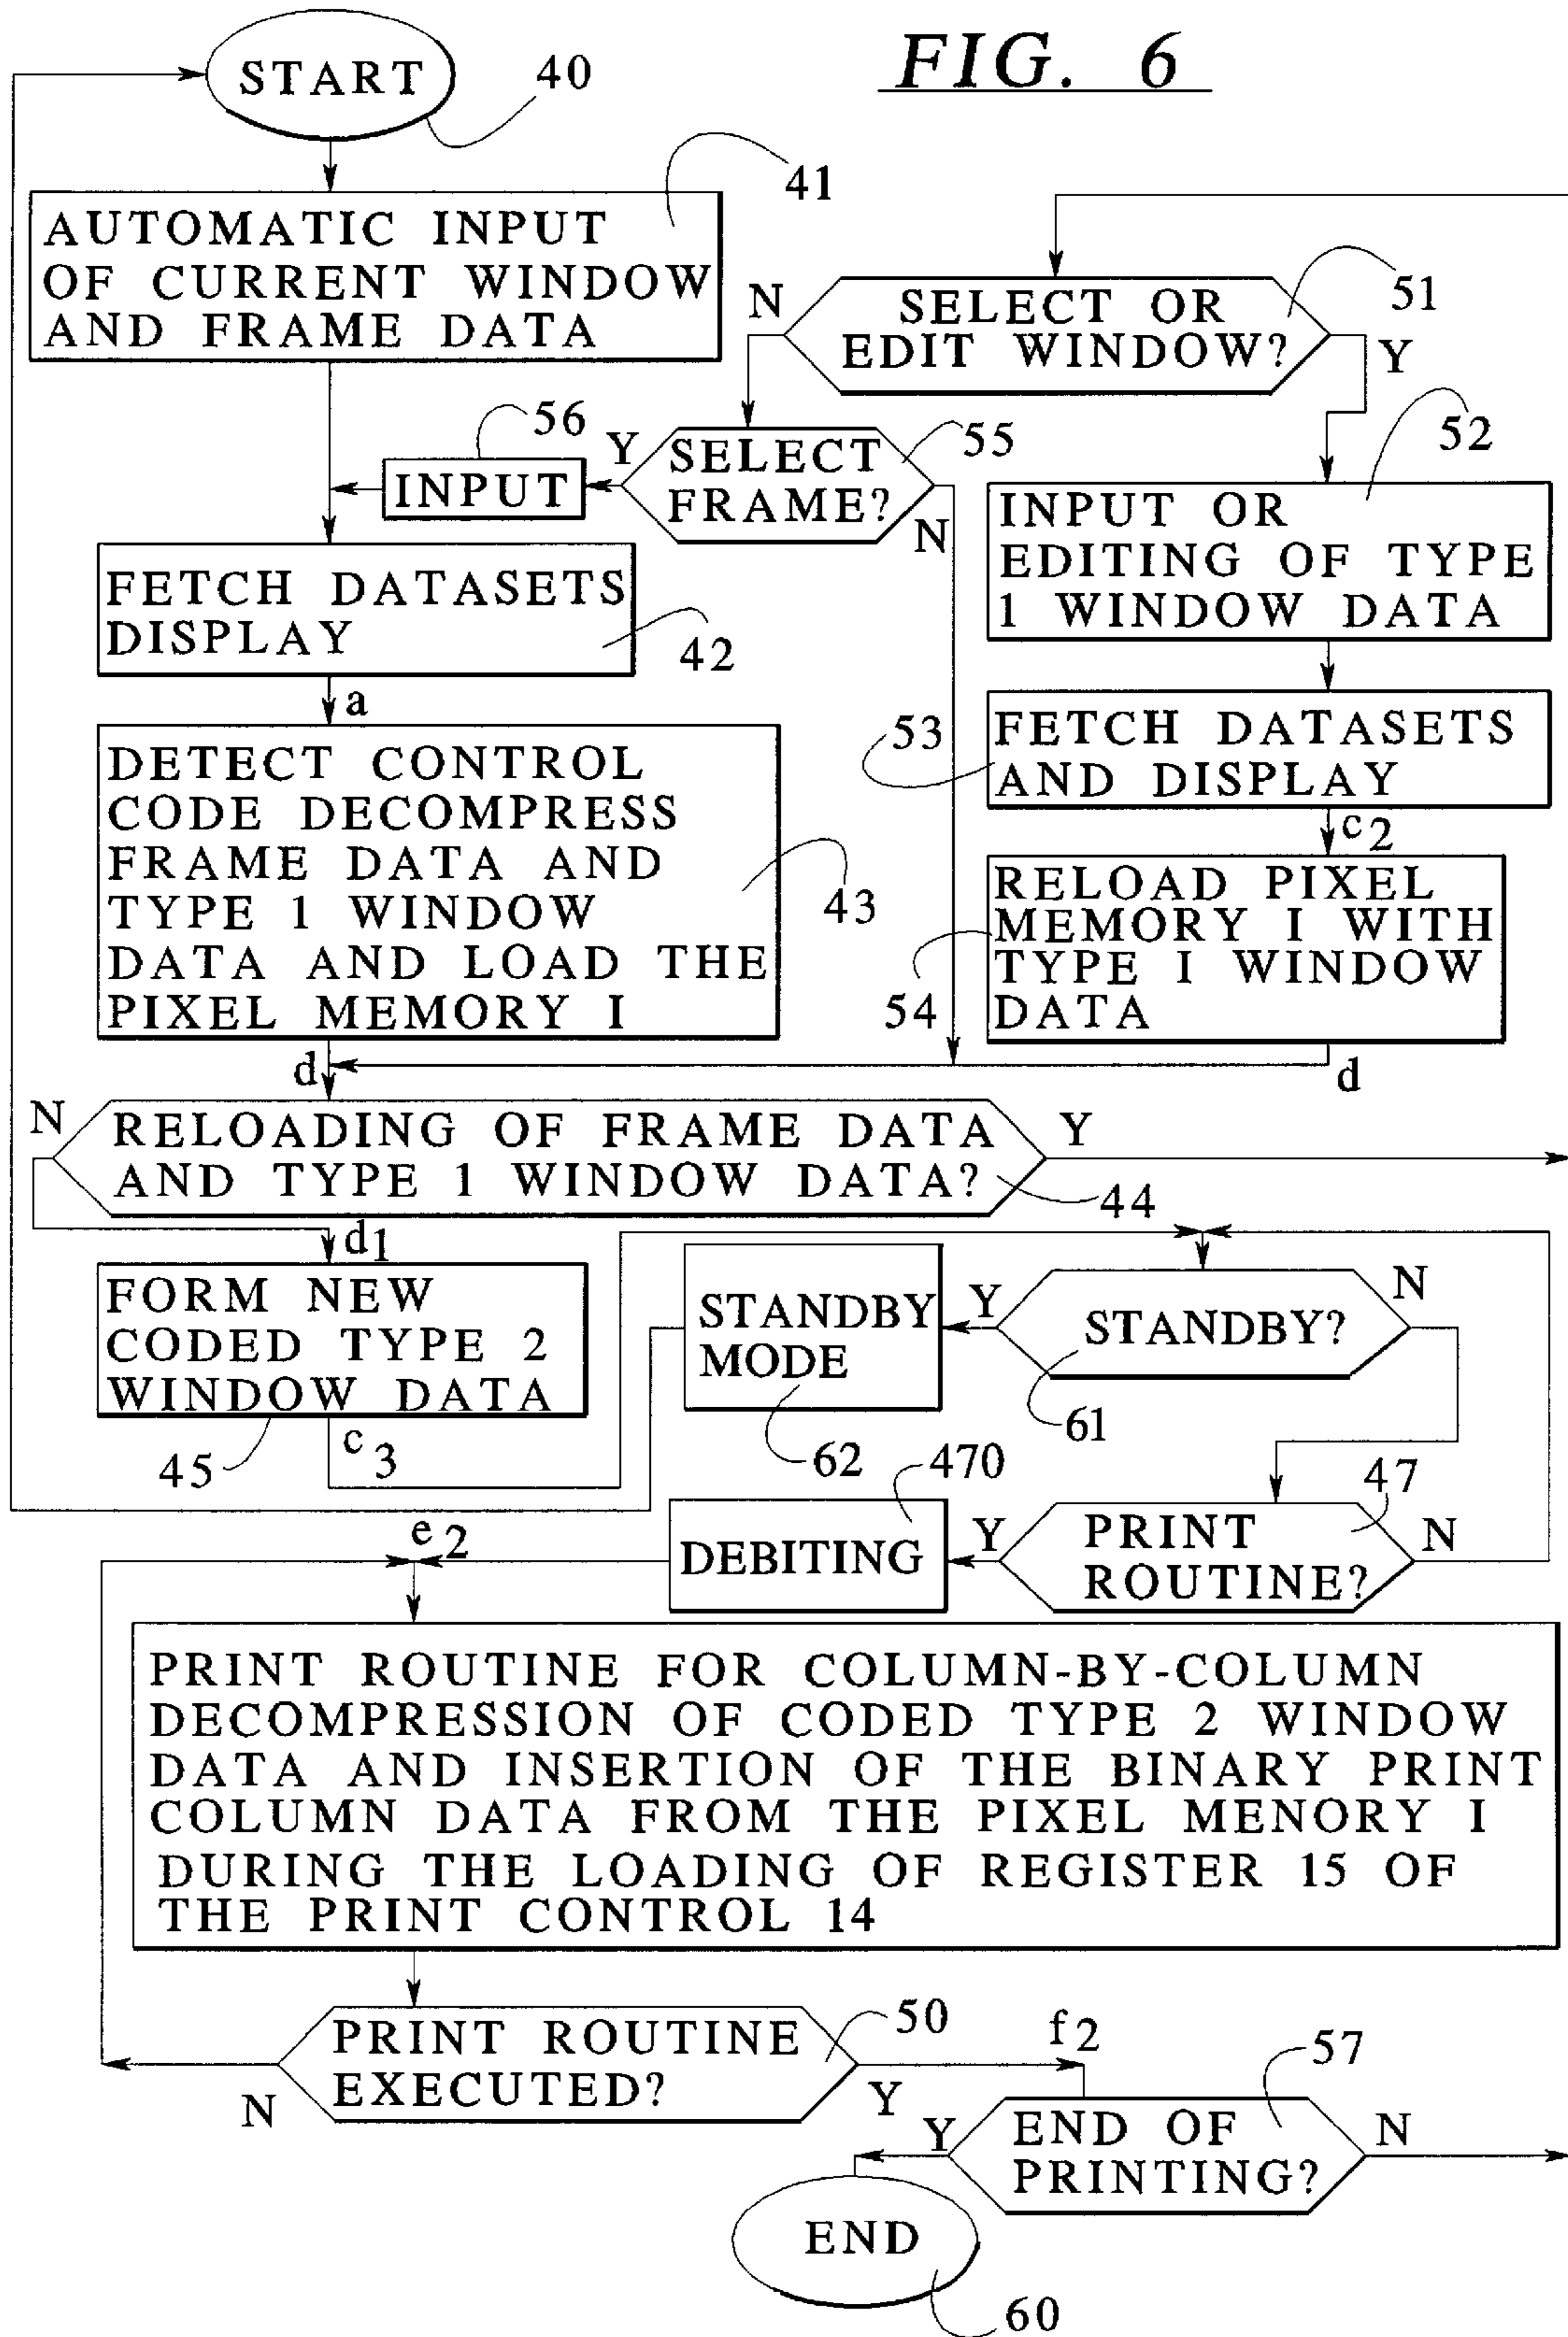 FIG. 6
START
40
41
AUTOMATIC INPUT
OF CURRENT WINDOW
AND FRAME DATA
N
SELECT OR
EDIT WINDOW?
51
Y
56
INPUT
Y
SELECT
FRAME?
55
N
52
INPUT OR
EDITING OF TYPE
1 WINDOW DATA
FETCH DATASETS
DISPLAY
42
a
53
FETCH DATASETS
AND DISPLAY
c2
DETECT CONTROL
CODE DECOMPRESS
FRAME DATA AND
TYPE 1 WINDOW
DATA AND LOAD THE
PIXEL MEMORY I
43
54
RELOAD PIXEL
MEMORY I WITH
TYPE I WINDOW
DATA
d
d
N
RELOADING OF FRAME DATA
AND TYPE 1 WINDOW DATA?
Y
44
d1
FORM NEW
CODED TYPE 2
WINDOW DATA
45
c3
STANDBY
MODE
62
Y
STANDBY?
N
61
470
DEBITING
Y
PRINT
ROUTINE?
47
N
e2
PRINT ROUTINE FOR COLUMN-BY-COLUMN
DECOMPRESSION OF CODED TYPE 2 WINDOW
DATA AND INSERTION OF THE BINARY PRINT
COLUMN DATA FROM THE PIXEL MENORY I
DURING THE LOADING OF REGISTER 15 OF
THE PRINT CONTROL 14
PRINT ROUTINE
EXECUTED?
50
N
Y
f2
57
Y
END OF
PRINTING?
N
END
60